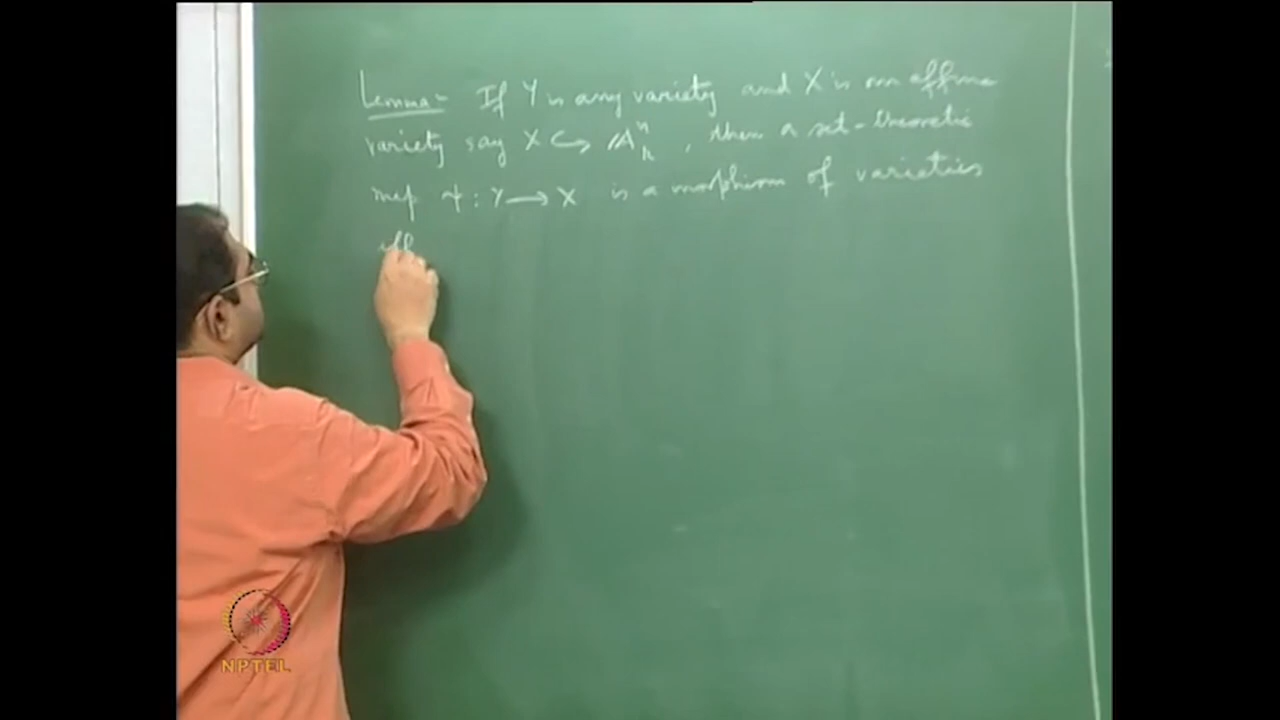 Lemma:- If Y is any variety and X is an affine
variety say X ↪ 𝔸ⁿₖ, then a set-theoretic
map ψ : Y ⟶ X is a morphism of varieties
iff
NPTEL